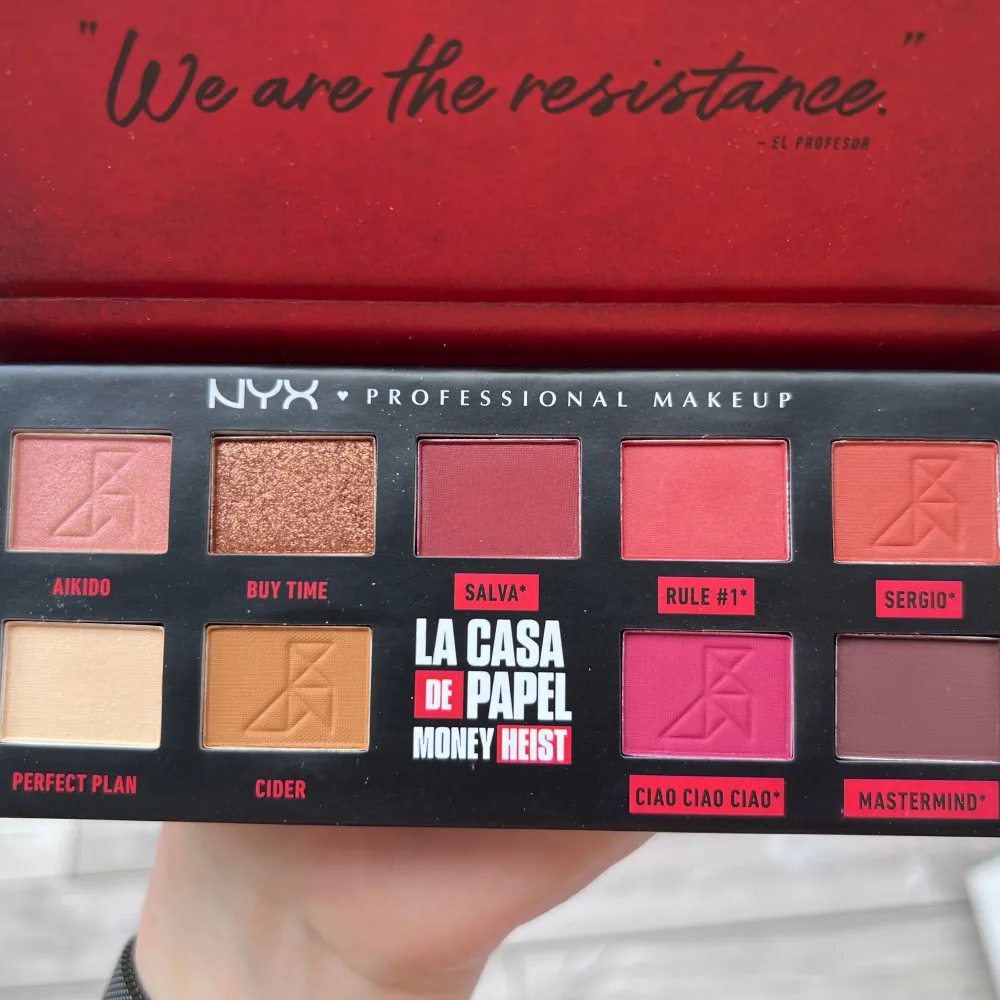 "We are the resistance."
– EL PROFESOR
NYX ♥ PROFESSIONAL MAKEUP
AIKIDO
BUY TIME
SALVA*
RULE #1*
SERGIO*
LA CASA
DE PAPEL
MONEY HEIST
PERFECT PLAN
CIDER
CIAO CIAO CIAO*
MASTERMIND*